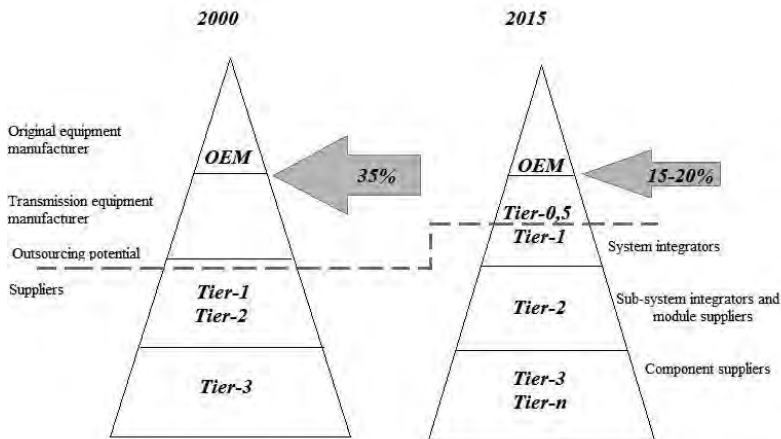 2000
2015
Original equipment
manufacturer
OEM
35%
OEM
15-20%
Transmission equipment
manufacturer
Tier-0,5
Outsourcing potential
Tier-1
System integrators
Suppliers
Tier-1
Tier-2
Tier-2
Sub-system integrators and
module suppliers
Tier-3
Component suppliers
Tier-3
Tier-n